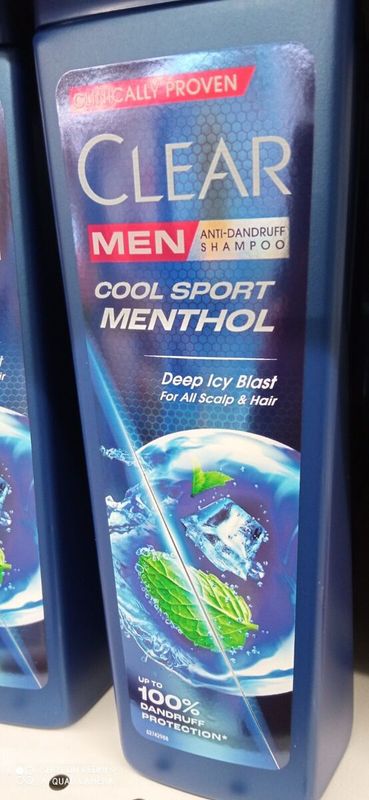 CLINICALLY PROVEN
CLEAR
MEN
ANTI-DANDRUFF
SHAMPOO
COOL SPORT
MENTHOL
Deep Icy Blast
For All Scalp & Hair
UP TO
100%
DANDRUFF
PROTECTION*